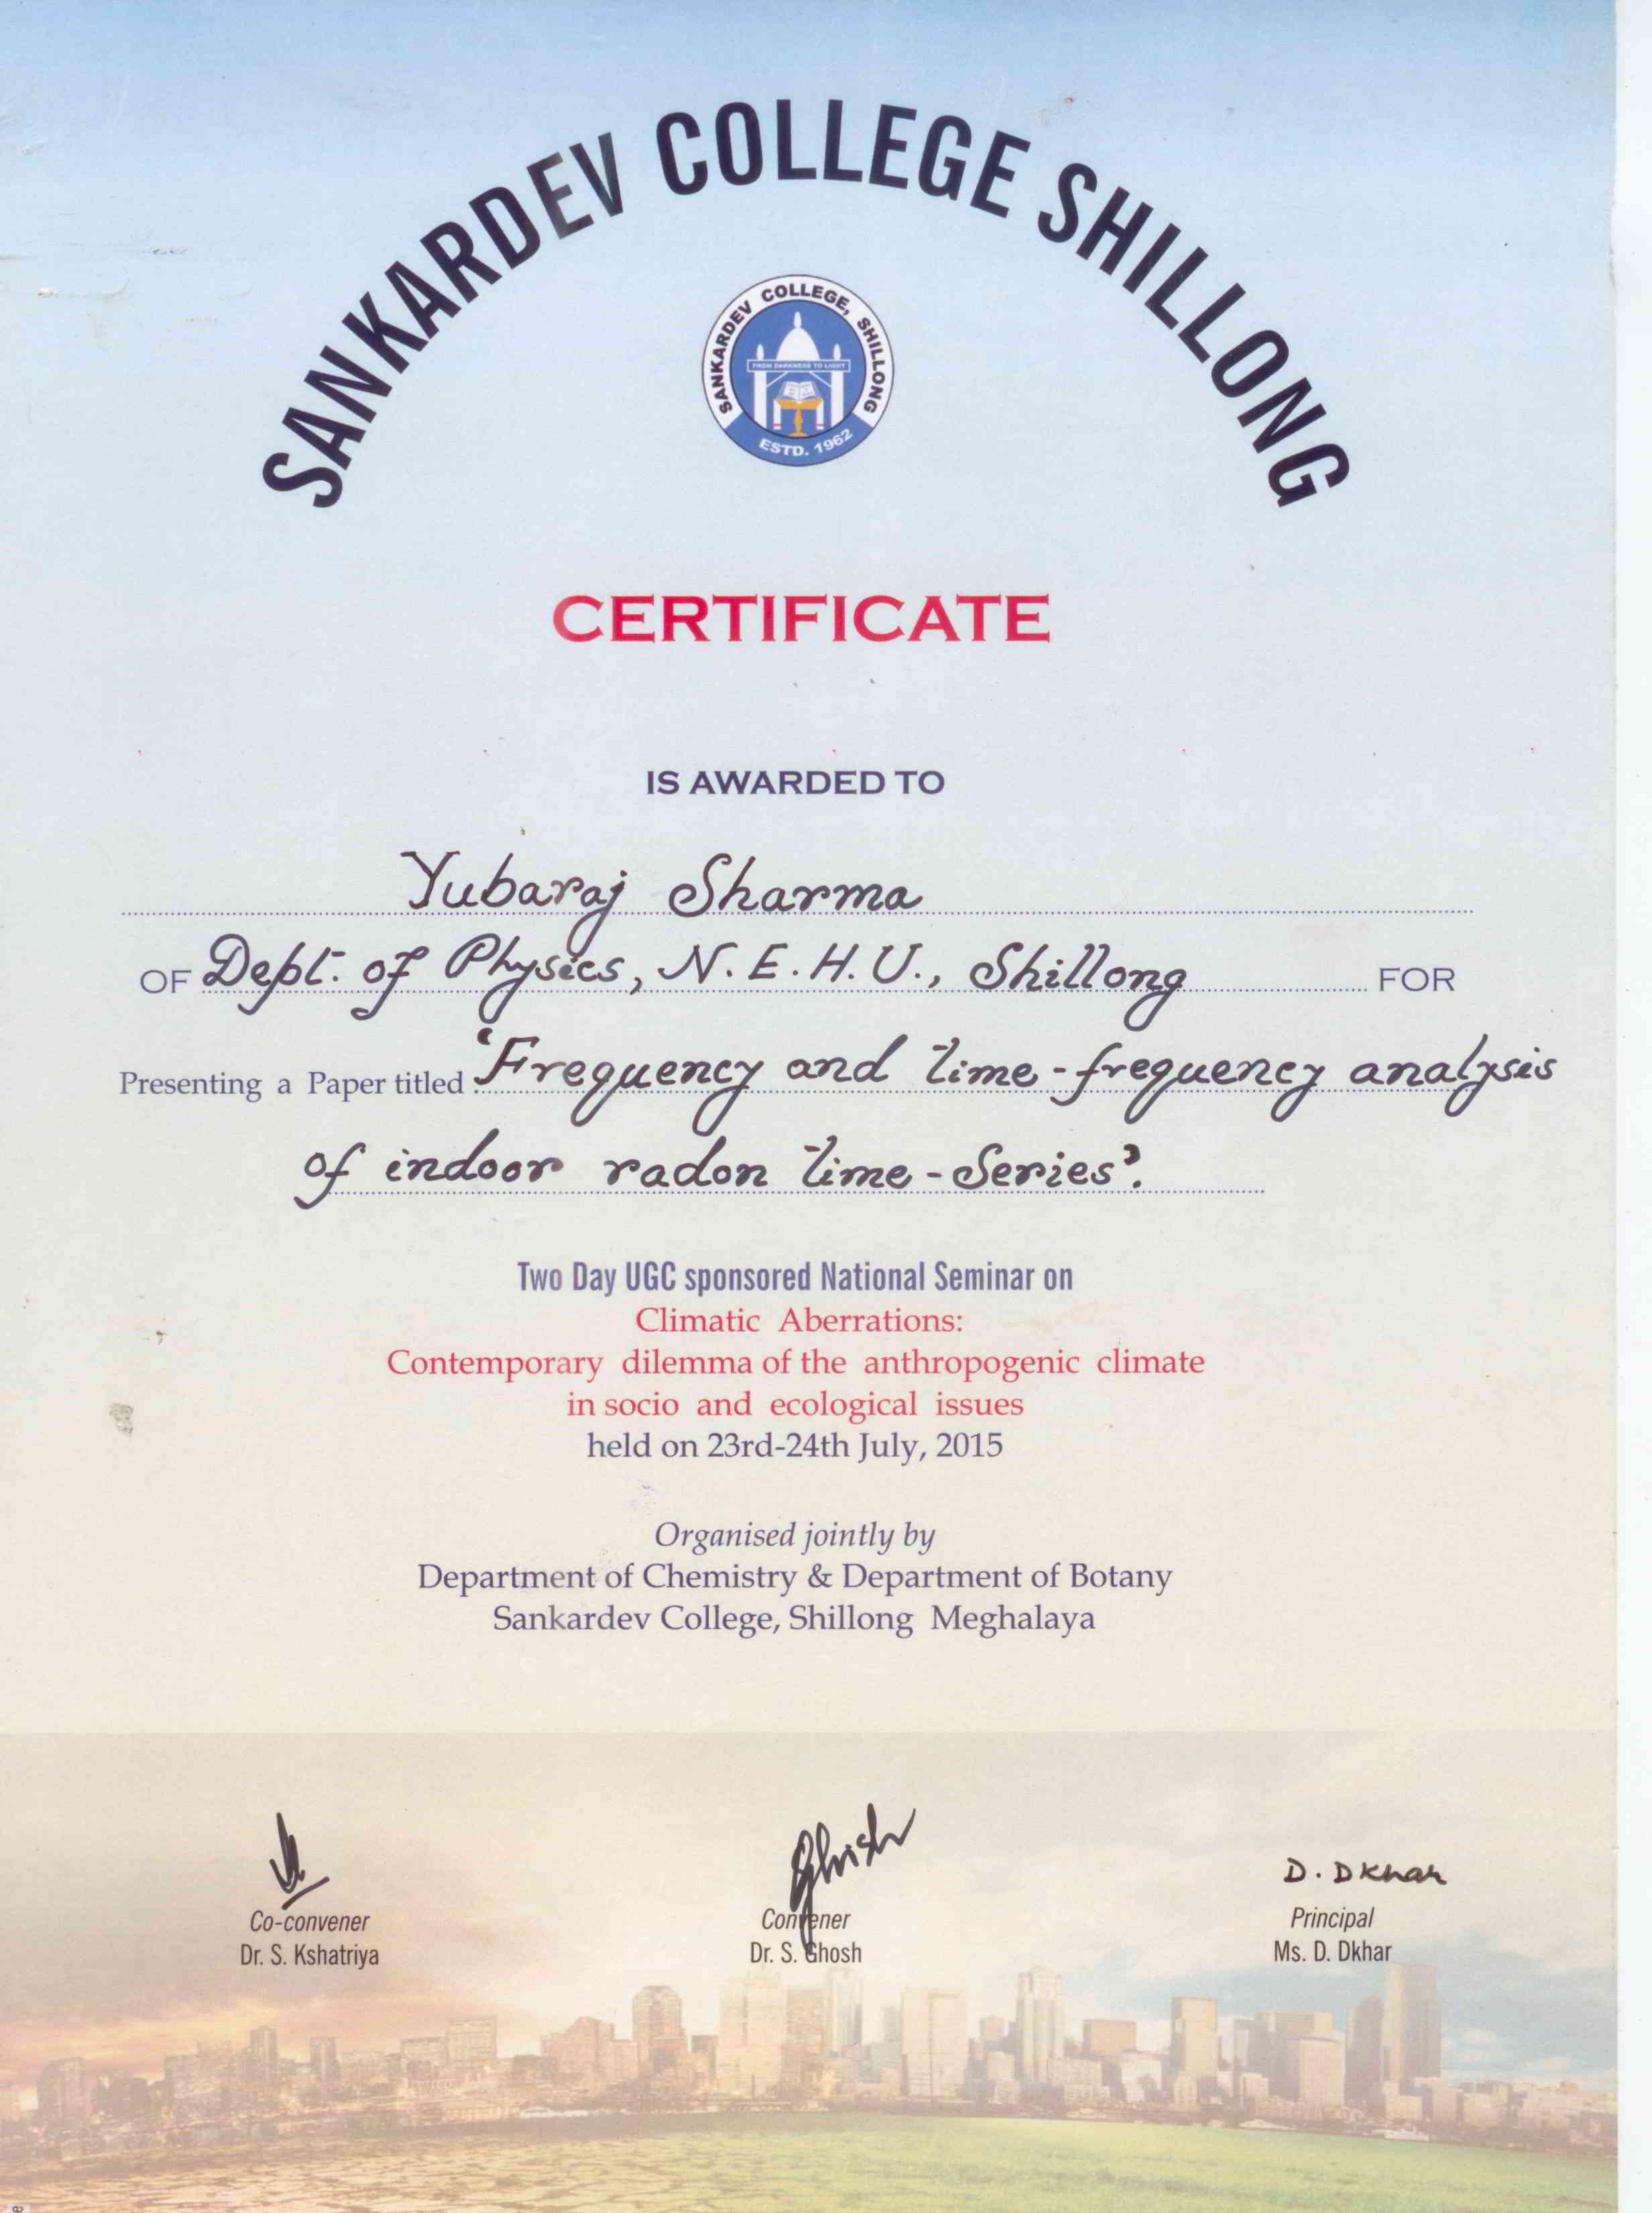 SANKARDEV COLLEGE SHILLONG
SANKARDEV COLLEGE, SHILLONG
FROM DARKNESS TO LIGHT
ESTD. 1962
CERTIFICATE
IS AWARDED TO
Yubaraj Sharma
OF Dept. of Physics, N.E.H.U., Shillong FOR
Presenting a Paper titled 'Frequency and time-frequency analysis
of indoor radon time-Series'.
Two Day UGC sponsored National Seminar on
Climatic Aberrations:
Contemporary dilemma of the anthropogenic climate
in socio and ecological issues
held on 23rd-24th July, 2015
Organised jointly by
Department of Chemistry & Department of Botany
Sankardev College, Shillong Meghalaya
D. Dkhar
Co-convener Convener Principal
Dr. S. Kshatriya Dr. S. Ghosh Ms. D. Dkhar